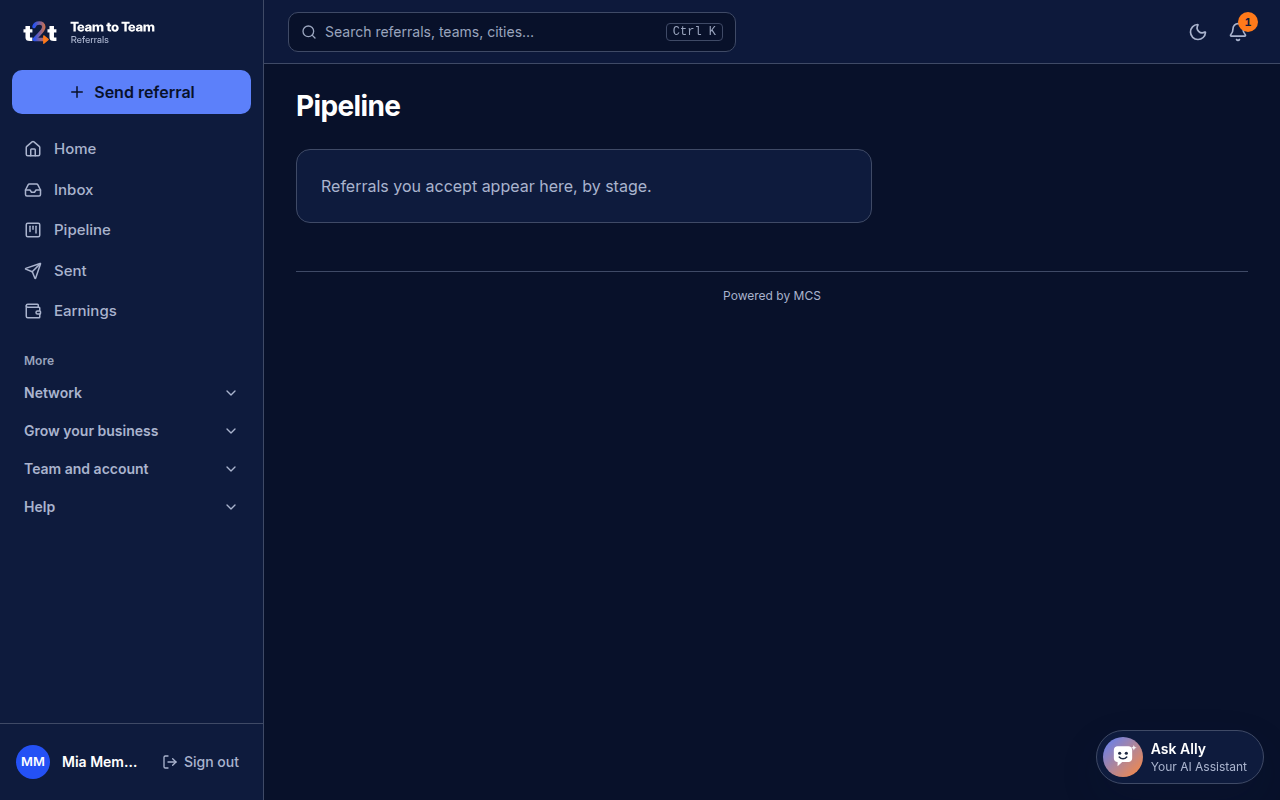 t2t
Team to Team
Referrals
Send referral
Home
Inbox
Pipeline
Sent
Earnings
More
Network
Grow your business
Team and account
Help
MM
Mia Mem...
Sign out
Search referrals, teams, cities...
Ctrl K
1
Pipeline
Referrals you accept appear here, by stage.
Powered by MCS
Ask Ally
Your AI Assistant